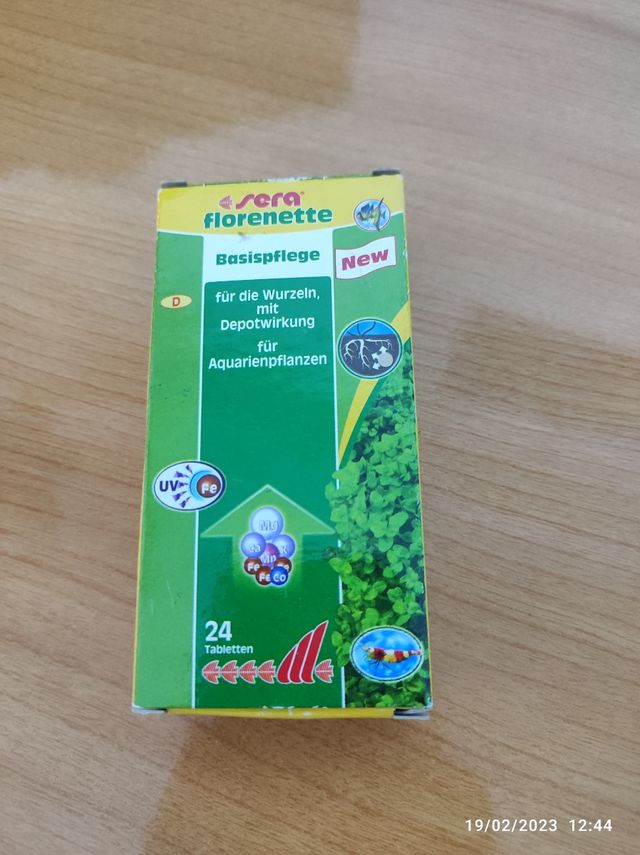 sera®
florenette
Basispflege
New
D
für die Wurzeln,
mit
Depotwirkung
für
Aquarienpflanzen
UV
Fe
Mg
Ca
K
Mn
Fe
Fe
Co
24
Tabletten
19/02/2023 12:44